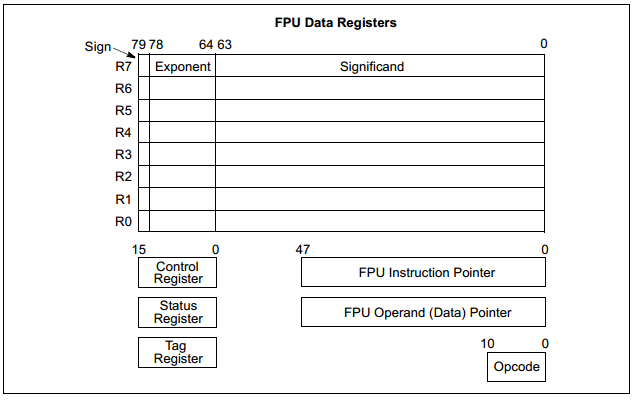 FPU Data Registers
Sign 79 78 64 63 0
R7 Exponent Significand
R6
R5
R4
R3
R2
R1
R0
15 0 47 0
Control
Register
FPU Instruction Pointer
Status
Register
FPU Operand (Data) Pointer
Tag
Register
10 0
Opcode